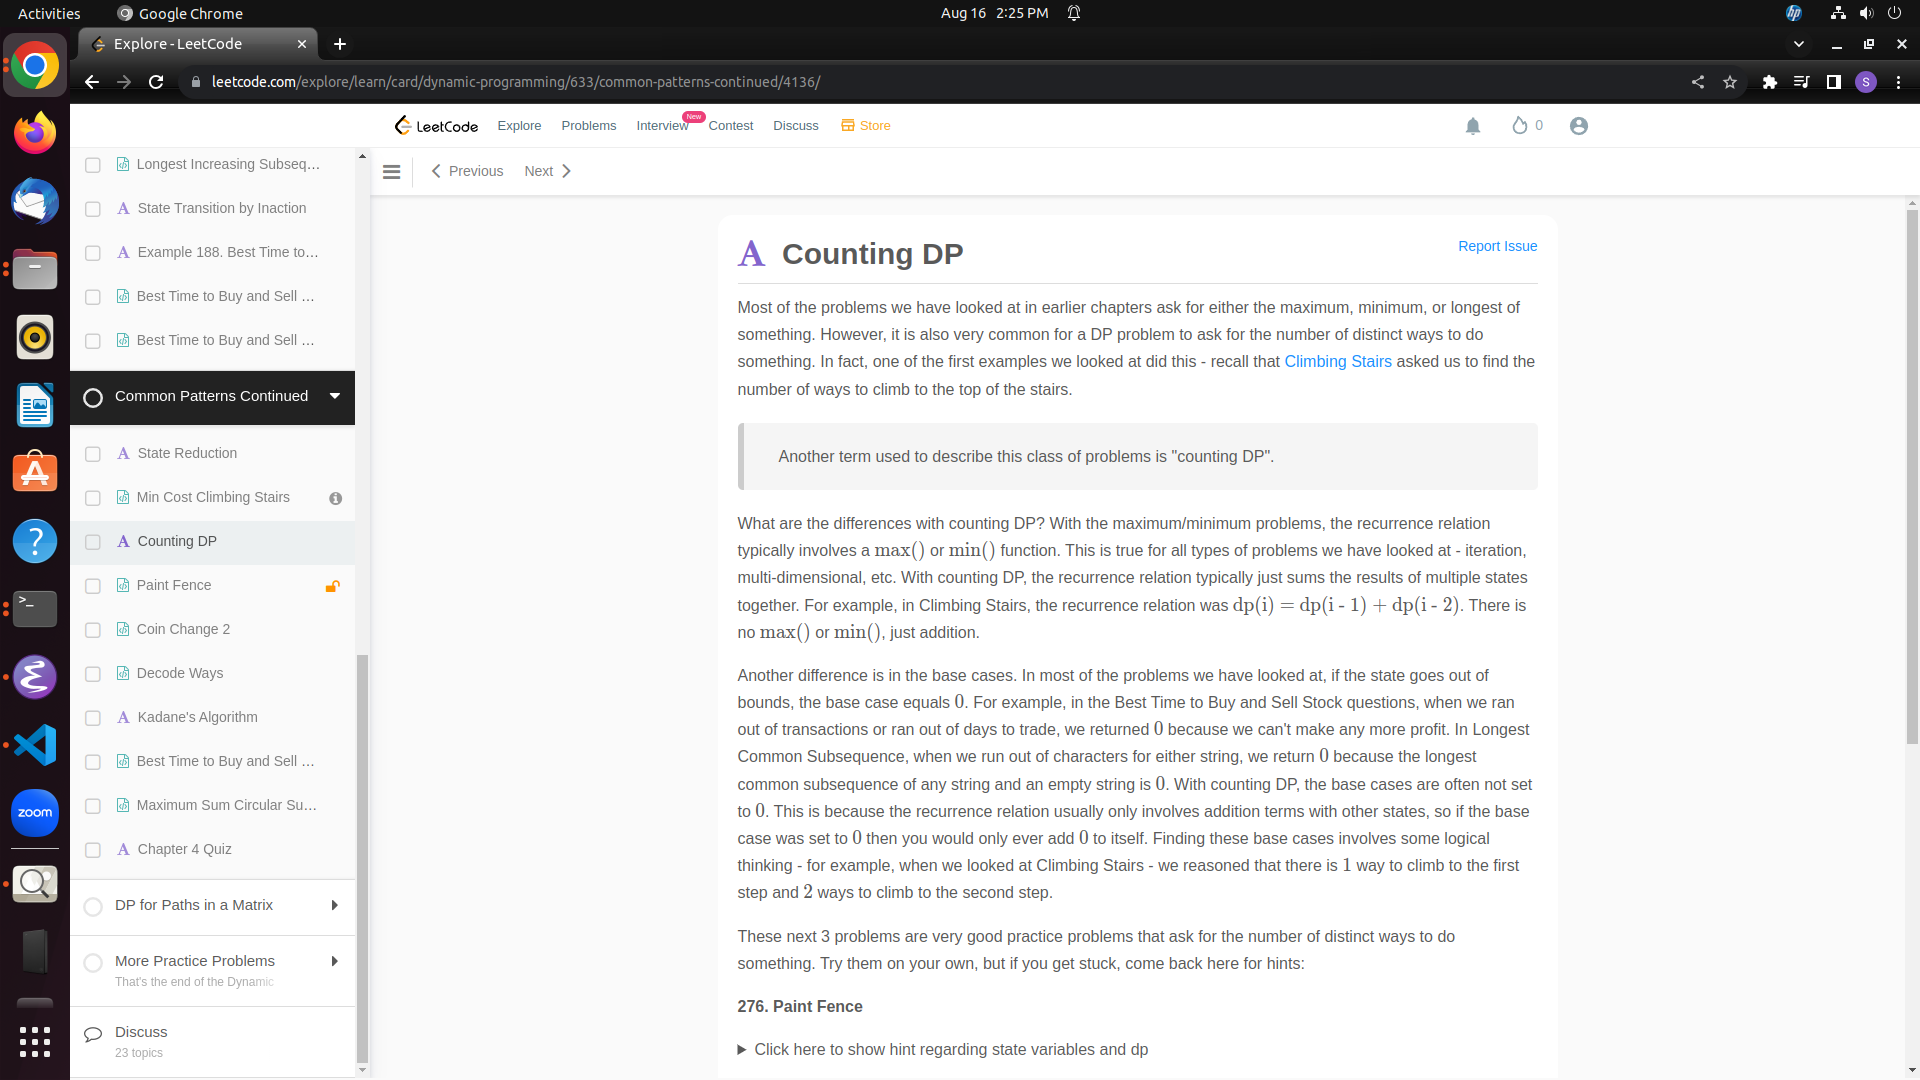 Activities
Google Chrome
Aug 16 2:25 PM
Explore - LeetCode
leetcode.com/explore/learn/card/dynamic-programming/633/common-patterns-continued/4136/
S
LeetCode
Explore
Problems
Interview
New
Contest
Discuss
Store
0
Longest Increasing Subseq...
State Transition by Inaction
Example 188. Best Time to...
Best Time to Buy and Sell ...
Best Time to Buy and Sell ...
Common Patterns Continued
State Reduction
Min Cost Climbing Stairs
Counting DP
Paint Fence
Coin Change 2
Decode Ways
Kadane's Algorithm
Best Time to Buy and Sell ...
Maximum Sum Circular Su...
Chapter 4 Quiz
DP for Paths in a Matrix
More Practice Problems
That's the end of the Dynamic
Discuss
23 topics
zoom
Previous
Next
A Counting DP
Report Issue
Most of the problems we have looked at in earlier chapters ask for either the maximum, minimum, or longest of
something. However, it is also very common for a DP problem to ask for the number of distinct ways to do
something. In fact, one of the first examples we looked at did this - recall that Climbing Stairs asked us to find the
number of ways to climb to the top of the stairs.
Another term used to describe this class of problems is "counting DP".
What are the differences with counting DP? With the maximum/minimum problems, the recurrence relation
typically involves a max() or min() function. This is true for all types of problems we have looked at - iteration,
multi-dimensional, etc. With counting DP, the recurrence relation typically just sums the results of multiple states
together. For example, in Climbing Stairs, the recurrence relation was dp(i) = dp(i - 1) + dp(i - 2). There is
no max() or min(), just addition.
Another difference is in the base cases. In most of the problems we have looked at, if the state goes out of
bounds, the base case equals 0. For example, in the Best Time to Buy and Sell Stock questions, when we ran
out of transactions or ran out of days to trade, we returned 0 because we can't make any more profit. In Longest
Common Subsequence, when we run out of characters for either string, we return 0 because the longest
common subsequence of any string and an empty string is 0. With counting DP, the base cases are often not set
to 0. This is because the recurrence relation usually only involves addition terms with other states, so if the base
case was set to 0 then you would only ever add 0 to itself. Finding these base cases involves some logical
thinking - for example, when we looked at Climbing Stairs - we reasoned that there is 1 way to climb to the first
step and 2 ways to climb to the second step.
These next 3 problems are very good practice problems that ask for the number of distinct ways to do
something. Try them on your own, but if you get stuck, come back here for hints:
276. Paint Fence
Click here to show hint regarding state variables and dp